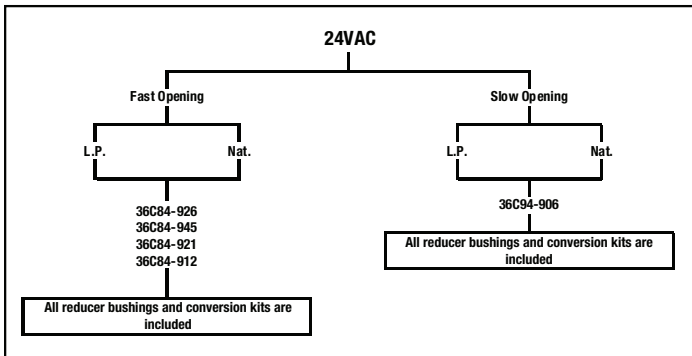 24VAC
Fast Opening
Slow Opening
L.P.
Nat.
L.P.
Nat.
36C84-926
36C84-945
36C84-921
36C84-912
36C94-906
All reducer bushings and conversion kits are
included
All reducer bushings and conversion kits are
included